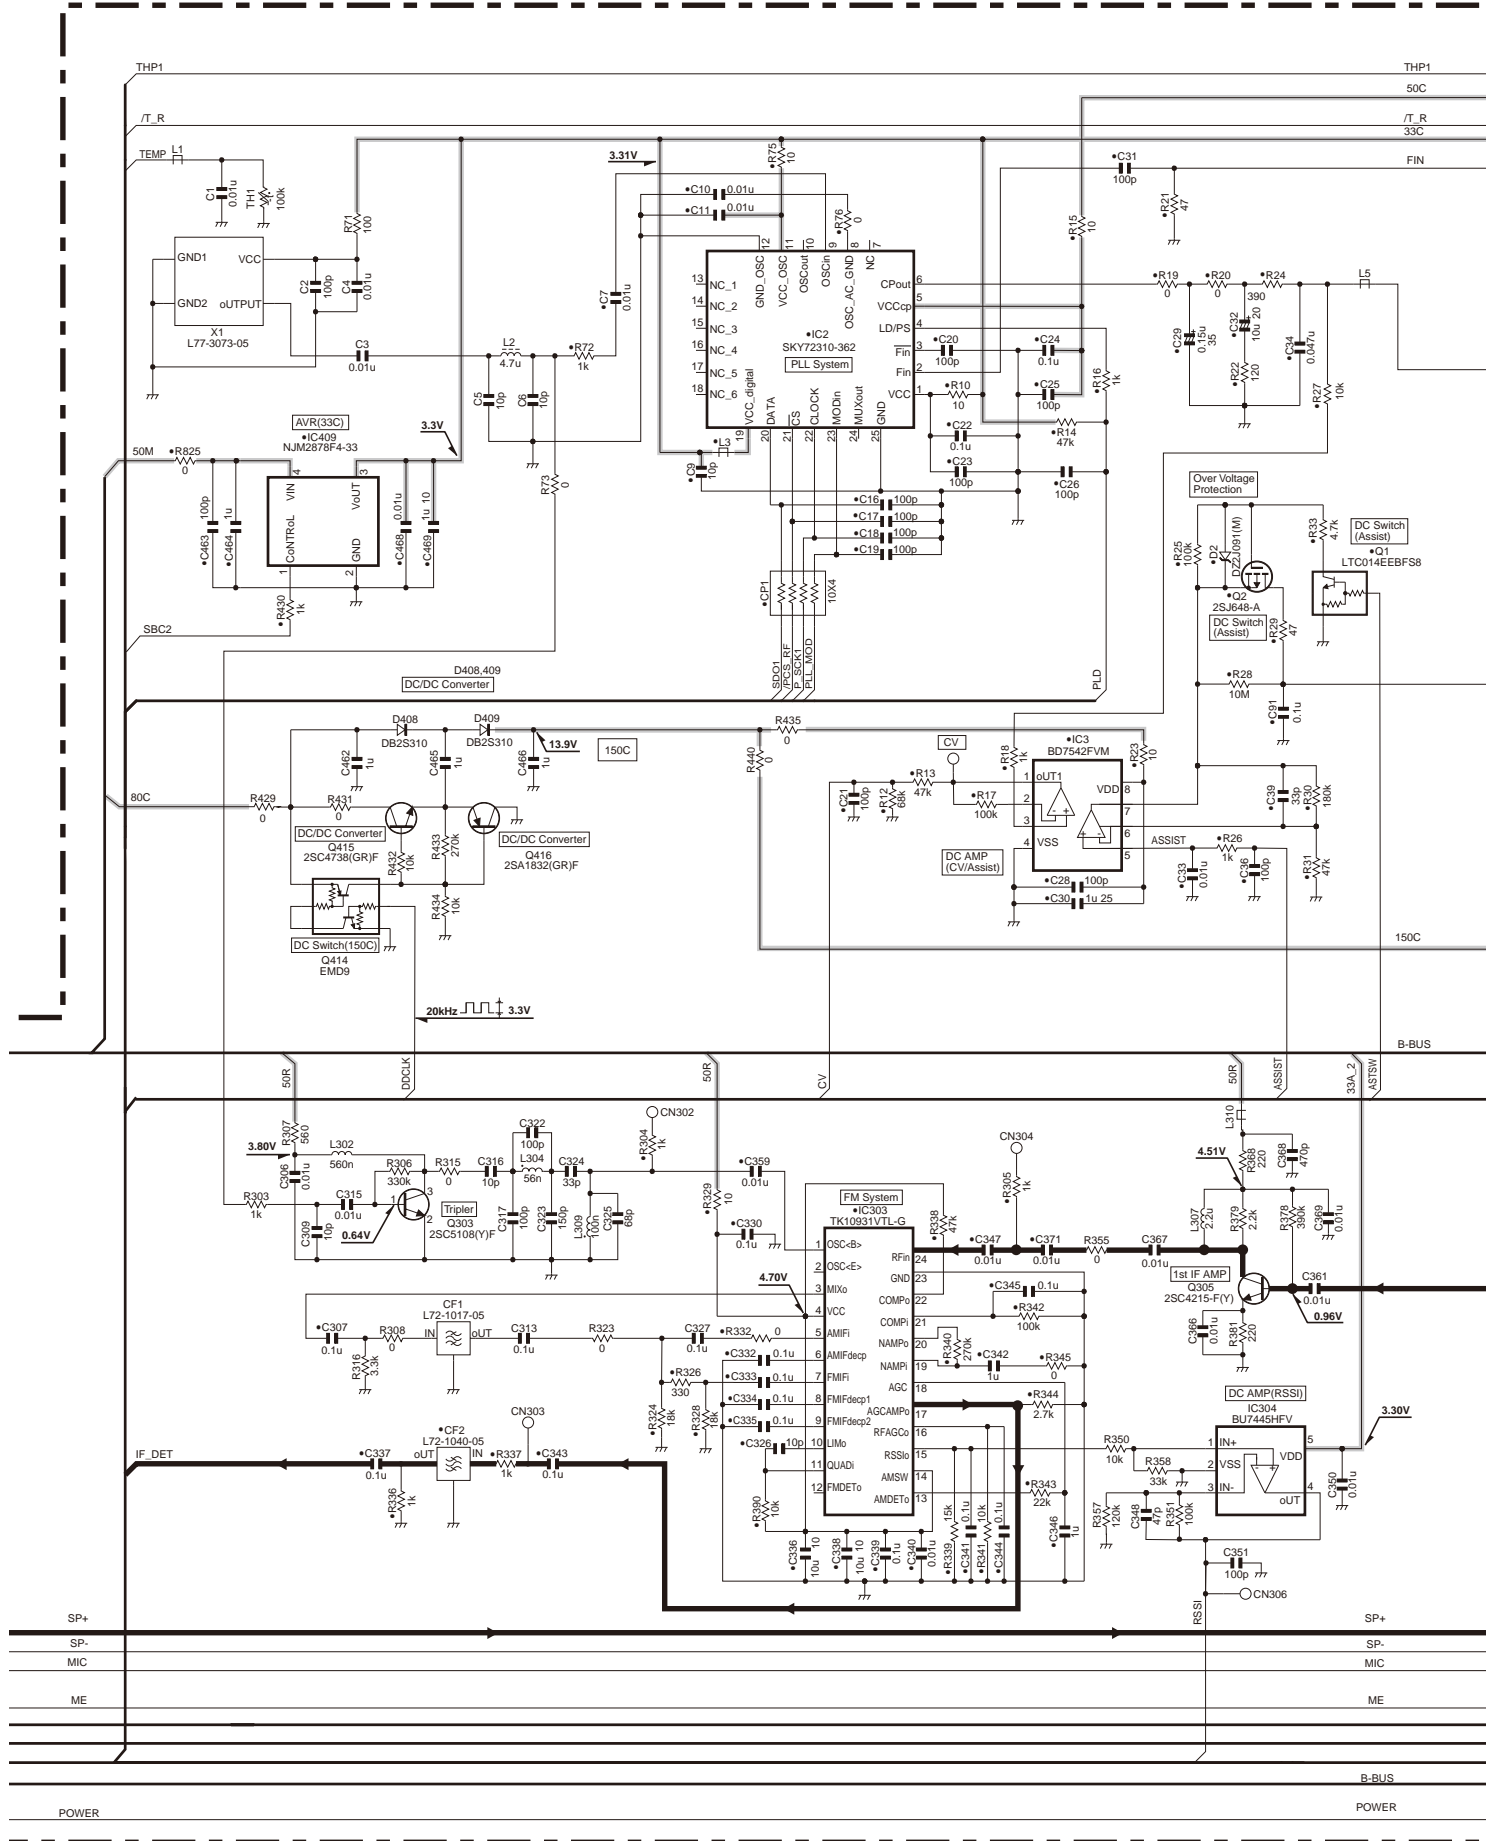 THP1
THP1
50C
/T_R
/T_R
33C
TEMP
L1
3.31V
•R75
10
•C31
100p
FIN
C1
0.01u
TH1
100k
•C10
0.01u
•C11
0.01u
R71
100
•R76
0
•R15
10
•R21
47
GND1
VCC
GND2
oUTPUT
X1
L77-3073-05
C2
100p
C4
0.01u
•C7
0.01u
12
11
10
9
8
7
GND_OSC
VCC_OSC
OSCout
OSCin
OSC_AC_GND
NC
13
NC_1
14
NC_2
15
NC_3
16
NC_4
17
NC_5
18
NC_6
CPout
6
VCCcp
5
LD/PS
4
Fin
3
Fin
2
VCC
1
•IC2
SKY72310-362
PLL System
VCC_digital
DATA
CS
CLOCK
MODin
MUXout
GND
19
20
21
22
23
24
25
•R19
0
•R20
0
•R24
390
L5
•C29
0.15u
35
•C32
10u 20
•R22
120
•C34
0.047u
•R27
10k
C3
0.01u
L2
4.7u
•R72
1k
C5
10p
C6
10p
•C20
100p
•C24
0.1u
•C25
100p
•R16
1k
•R10
10
•C22
0.1u
•C23
100p
•R14
47k
•C26
100p
AVR(33C)
•IC409
NJM2878F4-33
3.3V
50M
•R825
0
•L3
•C9
10p
4
3
VIN
VoUT
CoNTRoL
GND
1
2
100p
•C463
1u
•C464
0.01u
•C468
1u 10
•C469
R73
0
•C16
100p
•C17
100p
•C18
100p
•C19
100p
•CP1
10X4
•R430
1k
SBC2
SDO1
/PCS_RF
P_SCK1
PLL_MOD
PLD
Over Voltage
Protection
•R25
100k
•D2
DZ2J091(M)
•Q2
2SJ648-A
DC Switch
(Assist)
•R33
4.7k
DC Switch
(Assist)
•Q1
LTC014EEBFS8
•R29
47
•R28
10M
•C91
0.1u
D408,409
DC/DC Converter
D408
DB2S310
D409
DB2S310
13.9V
150C
R435
0
R440
0
C462
1u
C465
1u
C466
1u
80C
R429
0
R431
0
DC/DC Converter
Q415
2SC4738(GR)F
R432
10k
R433
270k
DC/DC Converter
Q416
2SA1832(GR)F
R434
10k
DC Switch(150C)
Q414
EMD9
CV
•R13
47k
•C21
100p
•R12
68k
•R17
100k
•R18
1k
•IC3
BD7542FVM
1
oUT1
2
3
4
VSS
VDD
8
7
6
5
•R23
10
DC AMP
(CV/Assist)
•C28
100p
•C30
1u 25
ASSIST
•R26
1k
•C33
0.01u
•C36
100p
•C39
33p
•R30
180k
•R31
47k
150C
20kHz
3.3V
B-BUS
50R
DDCLK
50R
CV
50R
ASSIST
33A_2
ASTSW
R307
560
3.80V
L302
560n
C306
0.01u
R306
330k
R315
0
R303
1k
C315
0.01u
C309
10p
0.64V
1
3
2
Tripler
Q303
2SC5108(Y)F
C316
10p
C322
100p
L304
56n
C317
100p
C323
150p
C324
33p
L309
100n
C325
68p
CN302
•R304
1k
•C359
0.01u
•R329
10
•C330
0.1u
FM System
•IC303
TK10931VTL-G
•R338
47k
CN304
•R305
1k
L310
4.51V
•R368
220
C368
470p
L307
2.2u
R379
2.2k
R378
390k
C369
0.01u
•C347
0.01u
•C371
0.01u
R355
0
C367
0.01u
1st IF AMP
Q305
2SC4215-F(Y)
C361
0.01u
0.96V
C366
0.01u
R381
220
4.70V
1
OSC<B>
2
OSC<E>
3
MIXo
4
VCC
5
AMIFi
6
AMIFdecp
7
FMIFi
8
FMIFdecp1
9
FMIFdecp2
10
LIMo
11
QUADi
12
FMDETo
RFin
24
GND
23
COMPo
22
COMPi
21
NAMPo
20
NAMPi
19
AGC
18
AGCAMPo
17
RFAGCo
16
RSSIo
15
AMSW
14
AMDETo
13
•C345
0.1u
•R342
100k
•R340
270k
•C342
1u
•R345
0
•R344
2.7k
•R343
22k
CF1
L72-1017-05
IN
oUT
•C307
0.1u
R308
0
•R316
3.3k
C313
0.1u
R323
0
C327
0.1u
•R332
0
•C332
0.1u
•C333
0.1u
•C334
0.1u
•C335
0.1u
•R326
330
•R324
18k
•R328
18k
•C326
10p
IF_DET
•C337
0.1u
•CF2
L72-1040-05
oUT
IN
•R336
1k
•R337
1k
CN303
•C343
0.1u
•R390
10k
•C336
10u
10
•C338
10u 10
•C339
0.1u
•C340
0.01u
15k
•R339
0.1u
•C341
10k
•R341
0.1u
•C344
•C346
1u
R350
10k
R358
33k
R357
120k
C348
47p
R351
100k
DC AMP(RSSI)
IC304
BU7445HFV
1
IN+
2
VSS
3
IN-
5
VDD
4
oUT
3.30V
C350
0.01u
C351
100p
CN306
RSSI
SP+
SP+
SP-
SP-
MIC
MIC
ME
ME
B-BUS
POWER
POWER